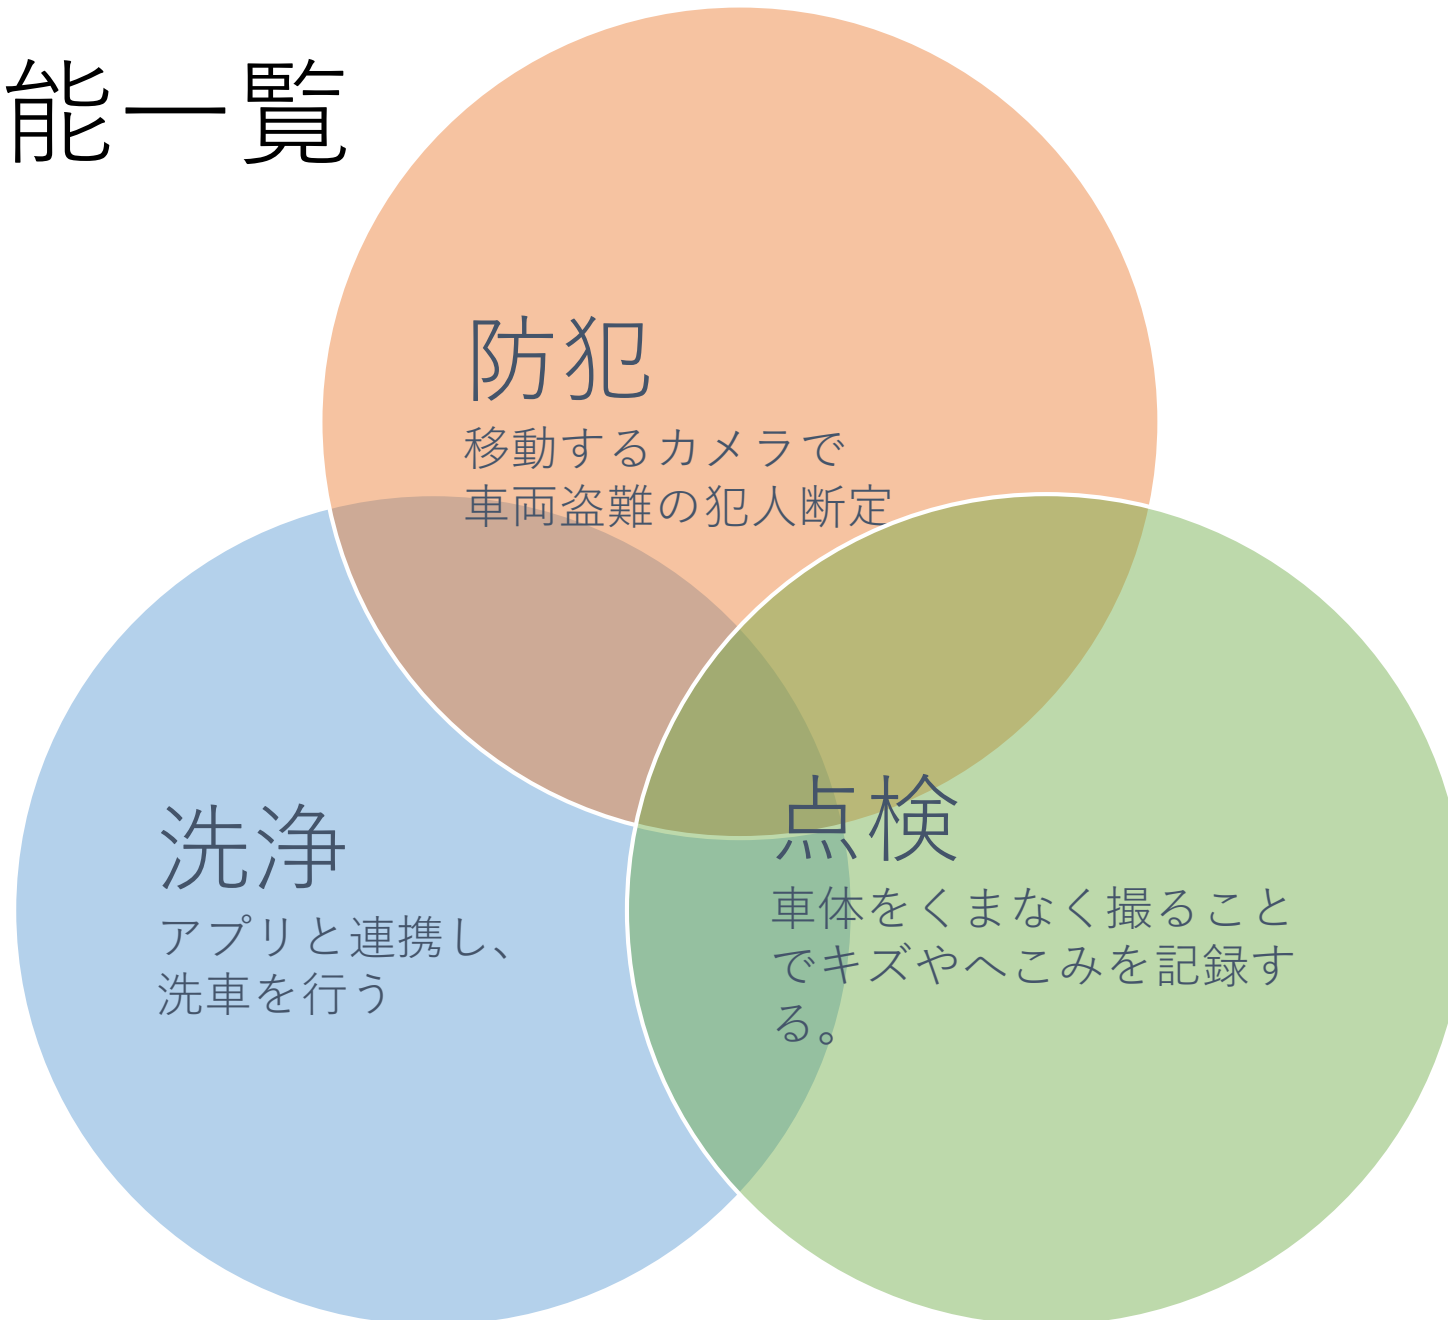 能一覧
防犯
移動するカメラで
車両盗難の犯人断定
洗浄
アプリと連携し、
洗車を行う
点検
車体をくまなく撮ること
でキズやへこみを記録す
る。